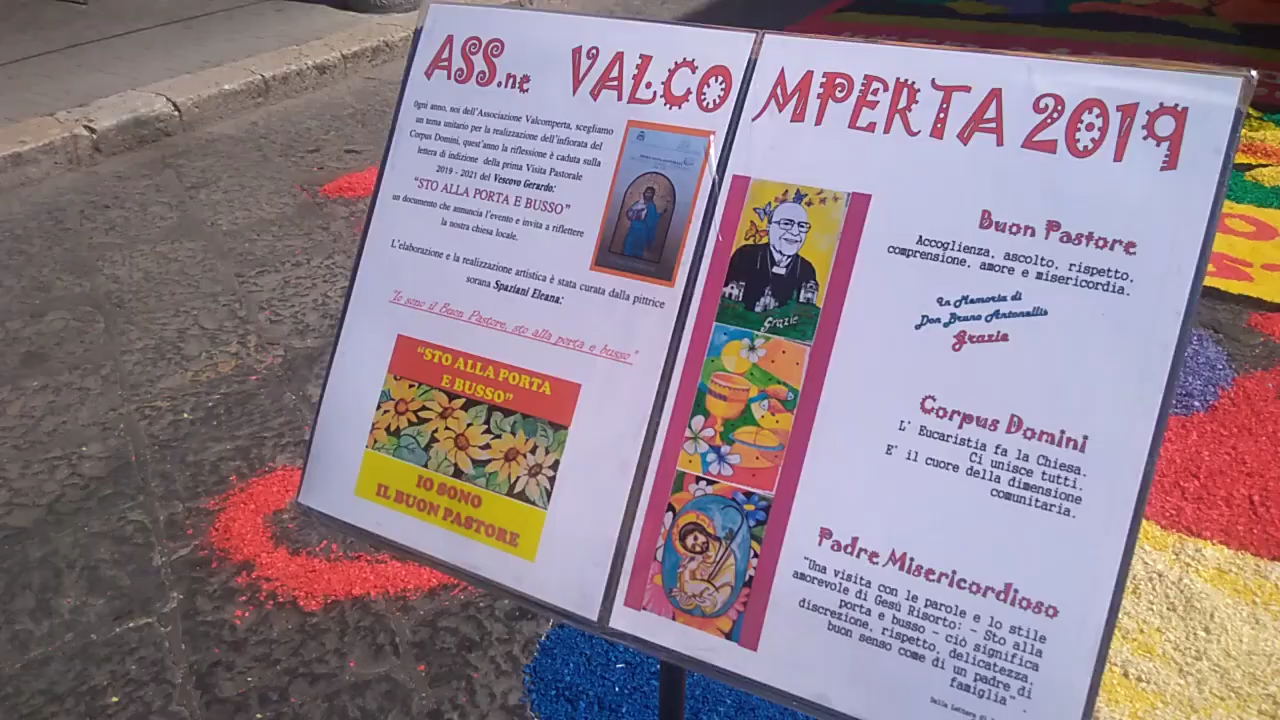 ASS.ne VALCOMPERTA 2019
Ogni anno, noi dell'Associazione Valcomperta, scegliamo
un tema unitario per la realizzazione dell'infiorata del
Corpus Domini, quest'anno la riflessione è caduta sulla
lettera di indizione della prima Visita Pastorale
2019 - 2021 del Vescovo Gerardo:
"STO ALLA PORTA E BUSSO"
un documento che annuncia l'evento e invita a riflettere
la nostra chiesa locale.
L'elaborazione e la realizzazione artistica è stata curata dalla pittrice
sorana Spaziani Eleana:
"Io sono il Buon Pastore, sto alla porta e busso"
"STO ALLA PORTA
E BUSSO"
IO SONO
IL BUON PASTORE
Grazie
Buon Pastore
Accoglienza, ascolto, rispetto,
comprensione, amore e misericordia.
In Memoria di
Don Bruno Antonellis
Grazie
Corpus Domini
L' Eucaristia fa la Chiesa.
Ci unisce tutti.
E' il cuore della dimensione
comunitaria.
Padre Misericordioso
"Una visita con le parole e lo stile
amorevole di Gesù Risorto: - Sto alla
porta e busso - ciò significa
discrezione, rispetto, delicatezza,
buon senso come di un padre di
famiglia"
Dalla Lettera di